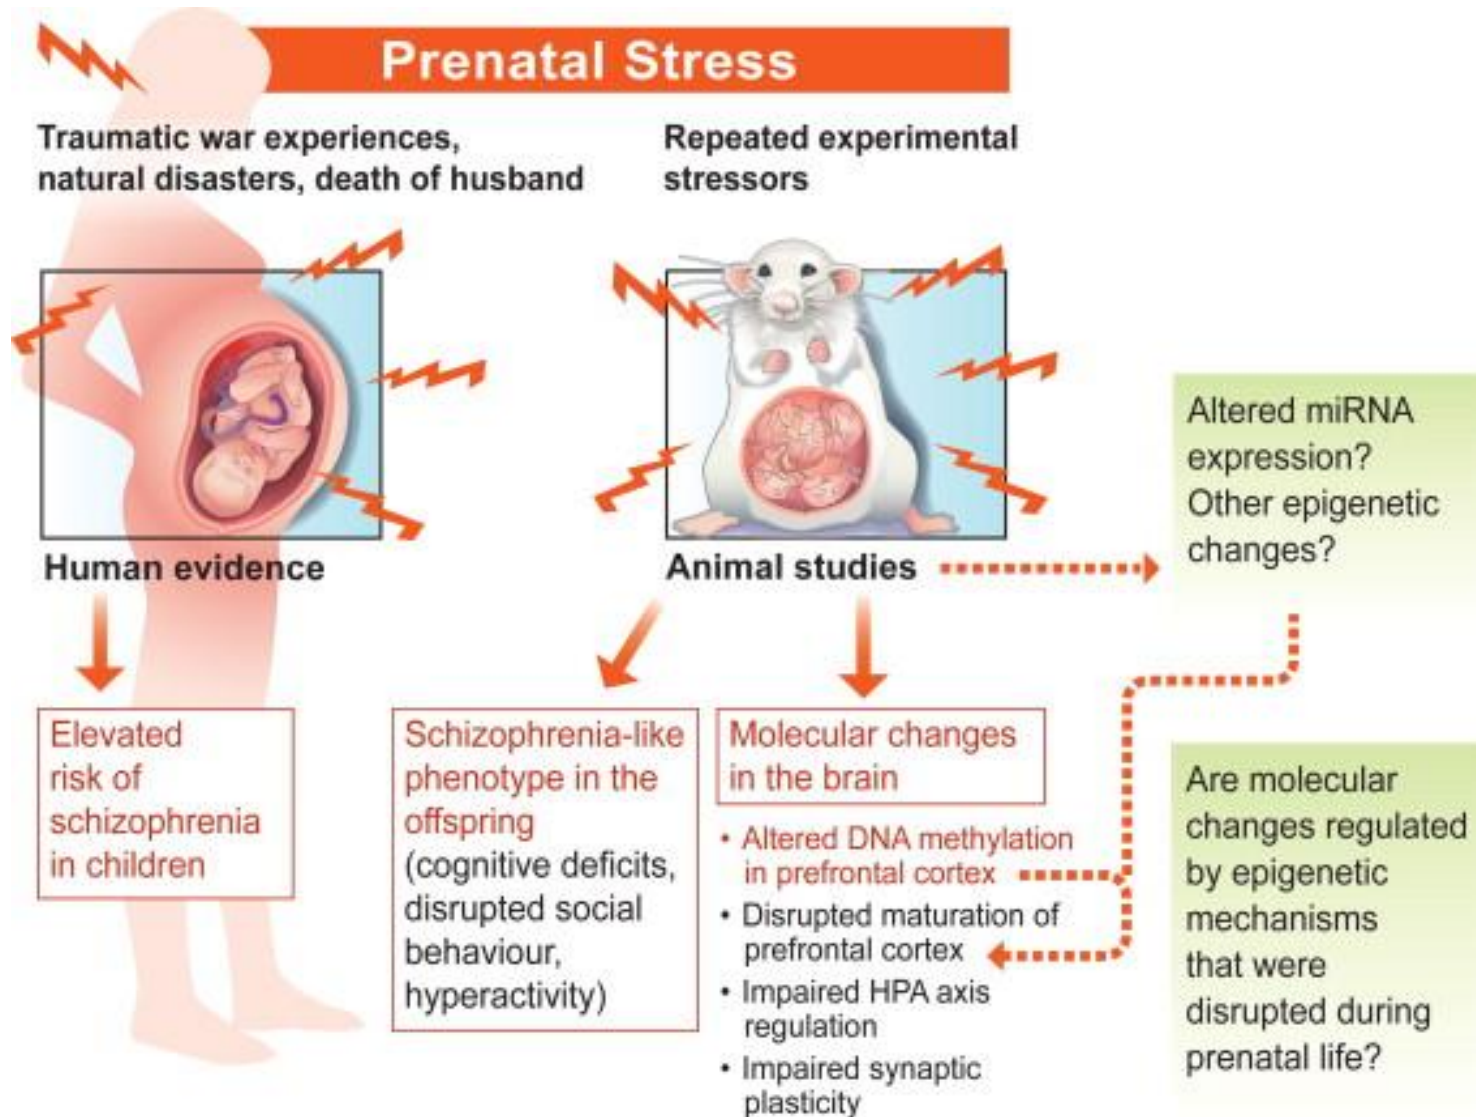 Prenatal Stress
Traumatic war experiences,
natural disasters, death of husband
Repeated experimental
stressors
Human evidence
Animal studies
Altered miRNA
expression?
Other epigenetic
changes?
Elevated
risk of
schizophrenia
in children
Schizophrenia-like
phenotype in the
offspring
(cognitive deficits,
disrupted social
behaviour,
hyperactivity)
Molecular changes
in the brain
• Altered DNA methylation
in prefrontal cortex
• Disrupted maturation of
prefrontal cortex
• Impaired HPA axis
regulation
• Impaired synaptic
plasticity
Are molecular
changes regulated
by epigenetic
mechanisms
that were
disrupted during
prenatal life?